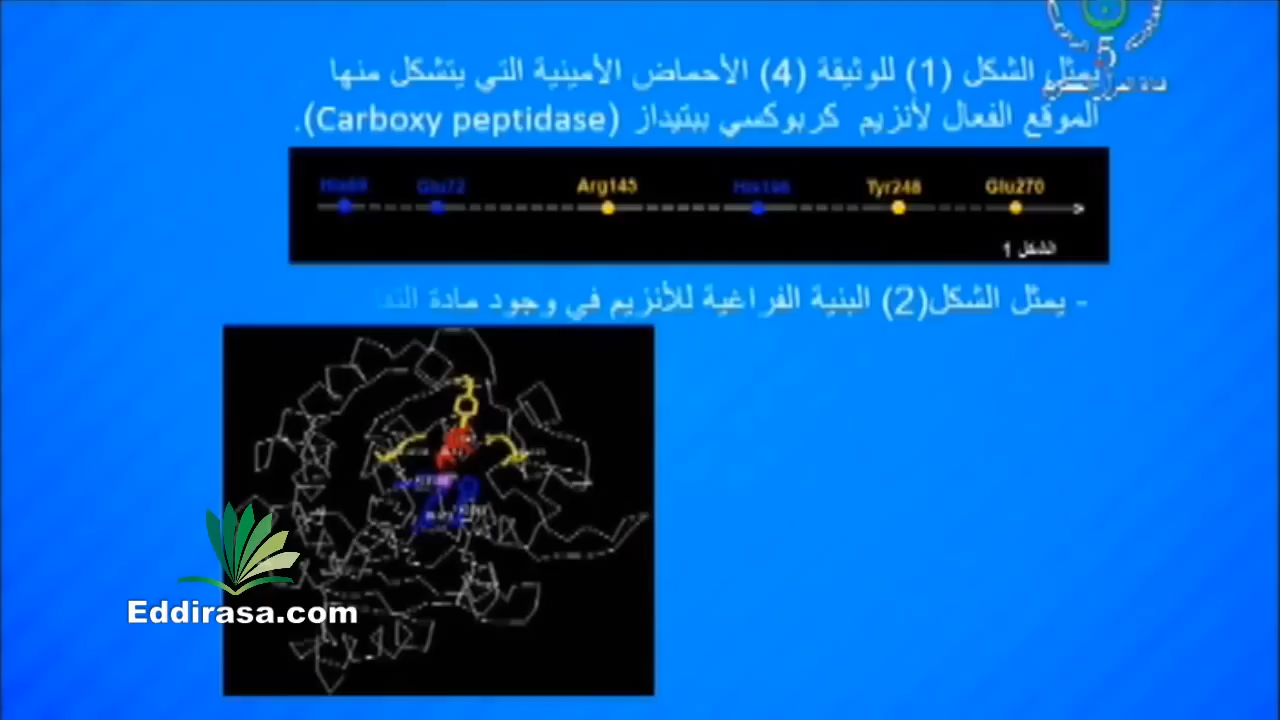 5
يمثل الشكل (1) للوثيقة (4) الأحماض الأمينية التي يتشكل منها
الموقع الفعال لأنزيم كربوكسي ببتيداز (Carboxy peptidase).
His69 Glu72 Arg145 His196 Tyr248 Glu270
الشكل 1
- يمثل الشكل(2) البنية الفراغية للأنزيم في وجود مادة
Eddirasa.com